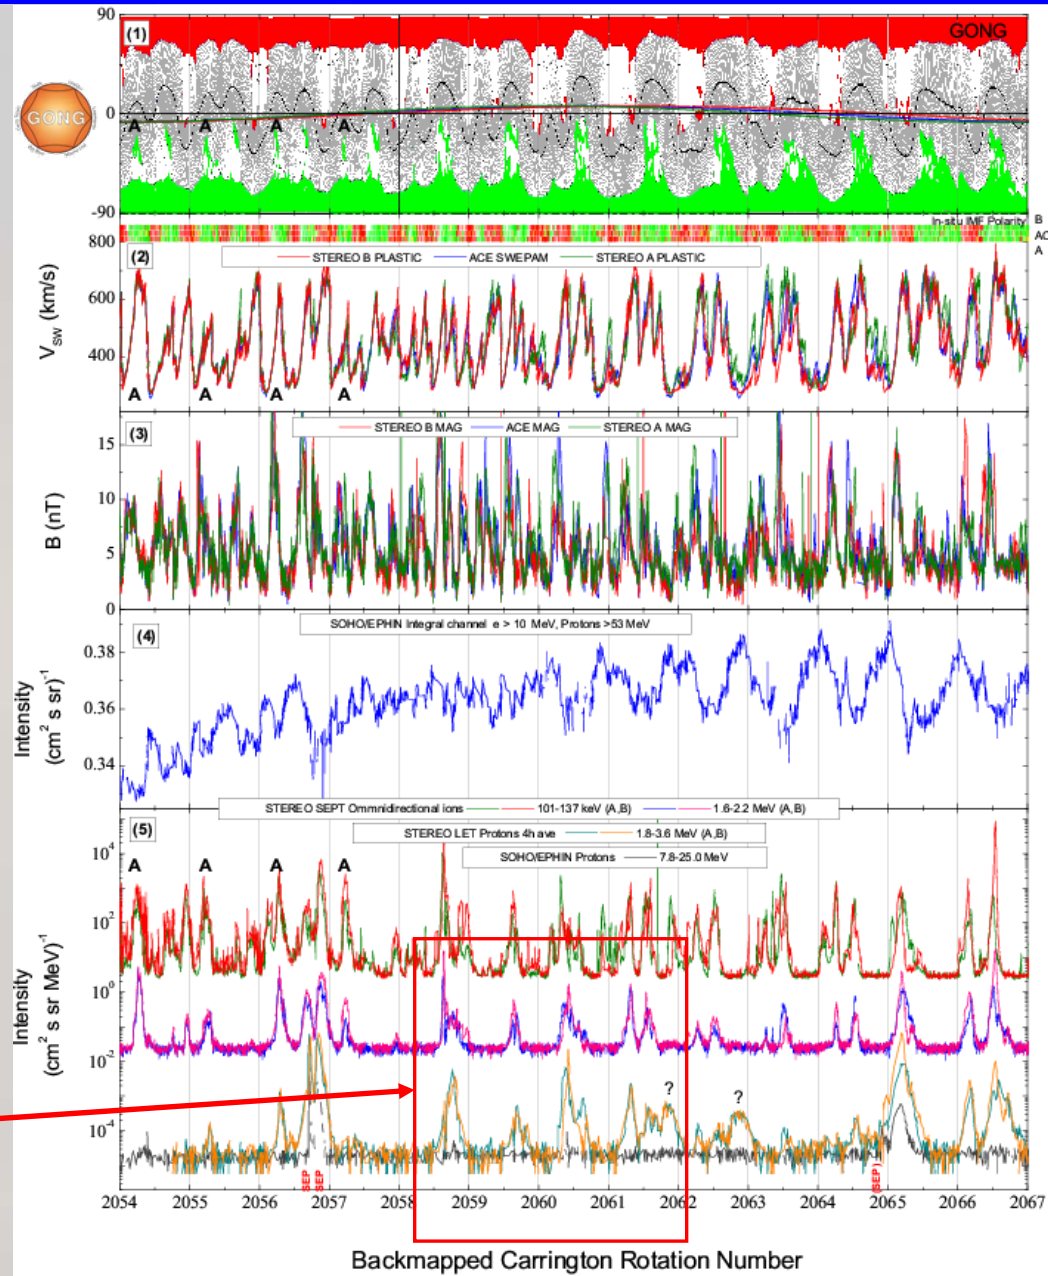 90
(1)
GONG
GONG
0
A A A A
-90
In-situ IMF Polarity B
AC
A
800
(2)
STEREO B PLASTIC ACE SWEPAM STEREO A PLASTIC
600
Vsw (km/s)
400
A A A A
(3)
STEREO B MAG ACE MAG STEREO A MAG
15
10
B (nT)
5
0
(4)
SOHO/EPHIN Integral channel e > 10 MeV, Protons >53 MeV
0.38
Intensity
(cm² s sr)⁻¹
0.36
0.34
STEREO SEPT Ommnidirectional ions 101-137 keV (A,B) 1.6-2.2 MeV (A,B)
(5)
STEREO LET Protons 4h ave 1.8-3.6 MeV (A,B)
SOHO/EPHIN Protons 7.8-25.0 MeV
10⁴
A A A A
10²
Intensity
(cm² s sr MeV)⁻¹
10⁰
10⁻²
? ?
10⁻⁴
SEP SEP (SEP)
2054 2055 2056 2057 2058 2059 2060 2061 2062 2063 2064 2065 2066 2067
Backmapped Carrington Rotation Number